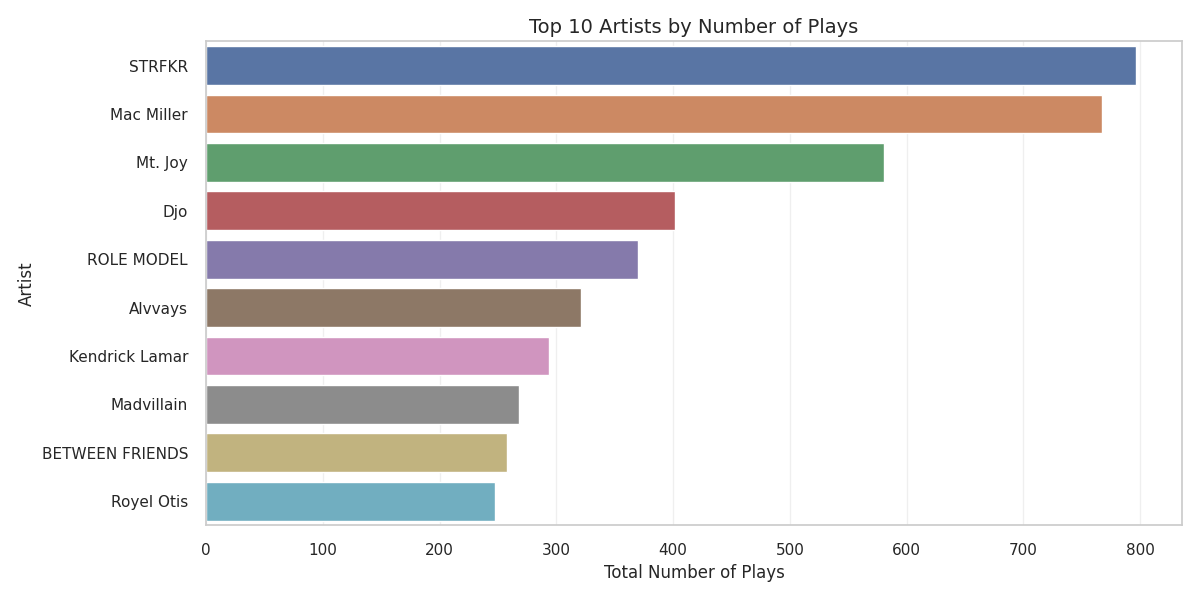 Top 10 Artists by Number of Plays
Artist
STRFKR
Mac Miller
Mt. Joy
Djo
ROLE MODEL
Alvvays
Kendrick Lamar
Madvillain
BETWEEN FRIENDS
Royel Otis
0 100 200 300 400 500 600 700 800
Total Number of Plays